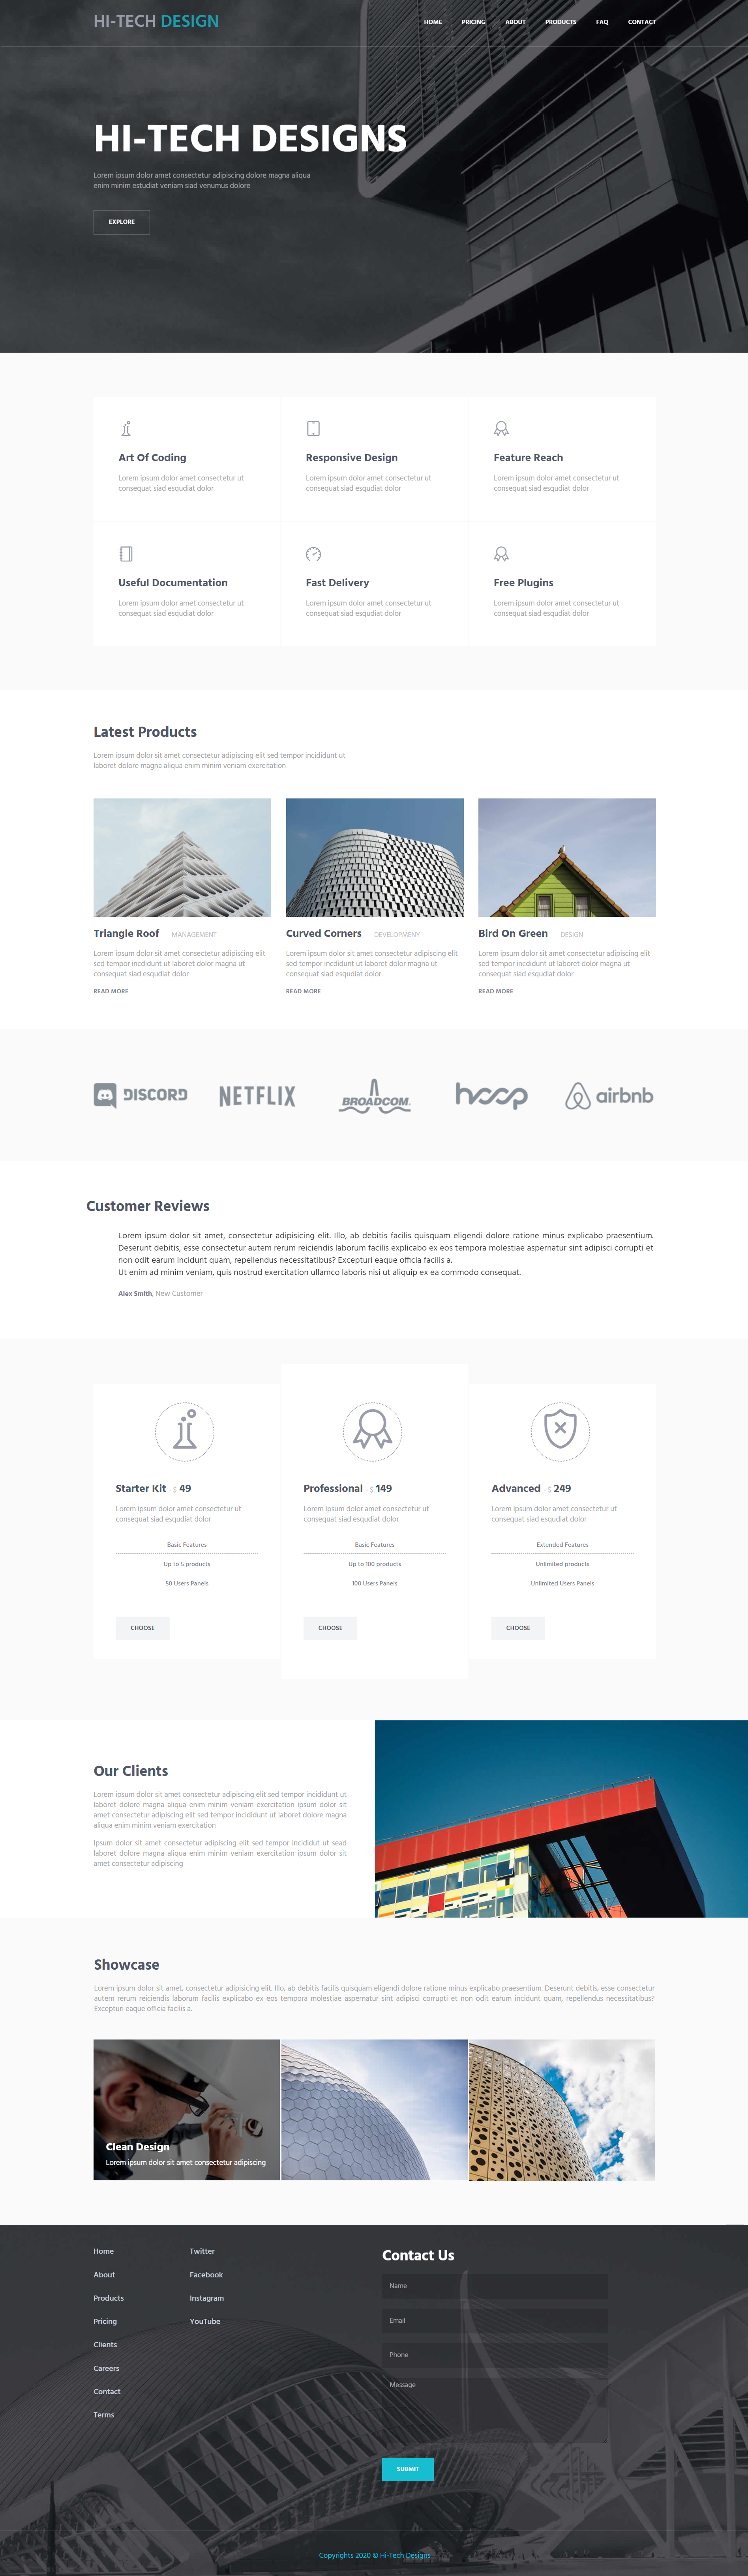 HI-TECH DESIGN
HOME
PRICING
ABOUT
PRODUCTS
FAQ
CONTACT
HI-TECH DESIGNS
Lorem ipsum dolor amet consectetur adipiscing dolore magna aliqua
enim minim estudiat veniam siad venumus dolore
EXPLORE
Art Of Coding
Lorem ipsum dolor amet consectetur ut
consequat siad esqudiat dolor
Responsive Design
Lorem ipsum dolor amet consectetur ut
consequat siad esqudiat dolor
Feature Reach
Lorem ipsum dolor amet consectetur ut
consequat siad esqudiat dolor
Useful Documentation
Lorem ipsum dolor amet consectetur ut
consequat siad esqudiat dolor
Fast Delivery
Lorem ipsum dolor amet consectetur ut
consequat siad esqudiat dolor
Free Plugins
Lorem ipsum dolor amet consectetur ut
consequat siad esqudiat dolor
Latest Products
Lorem ipsum dolor sit amet consectetur adipiscing elit sed tempor incididunt ut
laboret dolore magna aliqua enim minim veniam exercitation
Triangle Roof MANAGEMENT
Lorem ipsum dolor sit amet consectetur adipiscing elit
sed tempor incdidunt ut laboret dolor magna ut
consequat siad esqudiat dolor
READ MORE
Curved Corners DEVELOPMENY
Lorem ipsum dolor sit amet consectetur adipiscing elit
sed tempor incdidunt ut laboret dolor magna ut
consequat siad esqudiat dolor
READ MORE
Bird On Green DESIGN
Lorem ipsum dolor sit amet consectetur adipiscing elit
sed tempor incdidunt ut laboret dolor magna ut
consequat siad esqudiat dolor
READ MORE
DISCORD
NETFLIX
BROADCOM.
hoop
airbnb
Customer Reviews
Lorem ipsum dolor sit amet, consectetur adipisicing elit. Illo, ab debitis facilis quisquam eligendi dolore ratione minus explicabo praesentium.
Deserunt debitis, esse consectetur autem rerum reiciendis laborum facilis explicabo ex eos tempora molestiae aspernatur sint adipisci corrupti et
non odit earum incidunt quam, repellendus necessitatibus? Excepturi eaque officia facilis a.
Ut enim ad minim veniam, quis nostrud exercitation ullamco laboris nisi ut aliquip ex ea commodo consequat.
Alex Smith, New Customer
Starter Kit - $ 49
Lorem ipsum dolor amet consectetur ut
consequat siad esqudiat dolor
Basic Features
Up to 5 products
50 Users Panels
CHOOSE
Professional - $ 149
Lorem ipsum dolor amet consectetur ut
consequat siad esqudiat dolor
Basic Features
Up to 100 products
100 Users Panels
CHOOSE
Advanced - $ 249
Lorem ipsum dolor amet consectetur ut
consequat siad esqudiat dolor
Extended Features
Unlimited products
Unlimited Users Panels
CHOOSE
Our Clients
Lorem ipsum dolor sit amet consectetur adipiscing elit sed tempor incididunt ut
laboret dolore magna aliqua enim minim veniam exercitation ipsum dolor sit
amet consectetur adipiscing elit sed tempor incididunt ut laboret dolore magna
aliqua enim minim veniam exercitation
Ipsum dolor sit amet consectetur adipiscing elit sed tempor incididut ut sead
laboret dolore magna aliqua enim minim veniam exercitation ipsum dolor sit
amet consectetur adipiscing
Showcase
Lorem ipsum dolor sit amet, consectetur adipisicing elit. Illo, ab debitis facilis quisquam eligendi dolore ratione minus explicabo praesentium. Deserunt debitis, esse consectetur
autem rerum reiciendis laborum facilis explicabo ex eos tempora molestiae aspernatur sint adipisci corrupti et non odit earum incidunt quam, repellendus necessitatibus?
Excepturi eaque officia facilis a.
Clean Design
Lorem ipsum dolor sit amet consectetur adipiscing
Home
About
Products
Pricing
Clients
Careers
Contact
Terms
Twitter
Facebook
Instagram
YouTube
Contact Us
Name
Email
Phone
Message
SUBMIT
Copyrights 2020 © Hi-Tech Designs